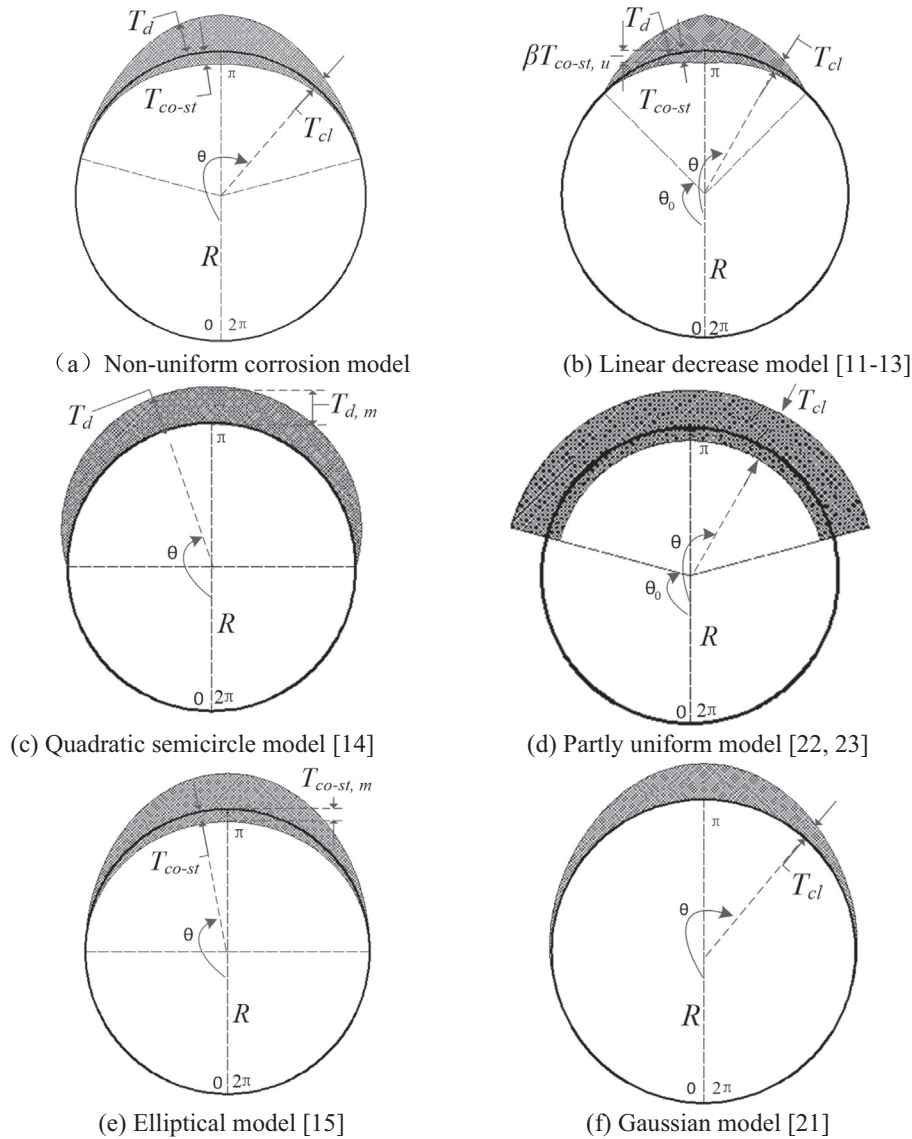 T_d
T_co-st
T_cl
π
θ
R
0 2π
（a）Non-uniform corrosion model
T_d
βT_co-st, u
T_cl
π
T_co-st
θ
θ_0
R
0 2π
(b) Linear decrease model [11-13]
T_d
T_d, m
π
θ
R
0 2π
(c) Quadratic semicircle model [14]
T_cl
π
θ
θ_0
R
0 2π
(d) Partly uniform model [22, 23]
T_co-st, m
π
T_co-st
θ
R
0 2π
(e) Elliptical model [15]
π
T_cl
θ
R
0 2π
(f) Gaussian model [21]